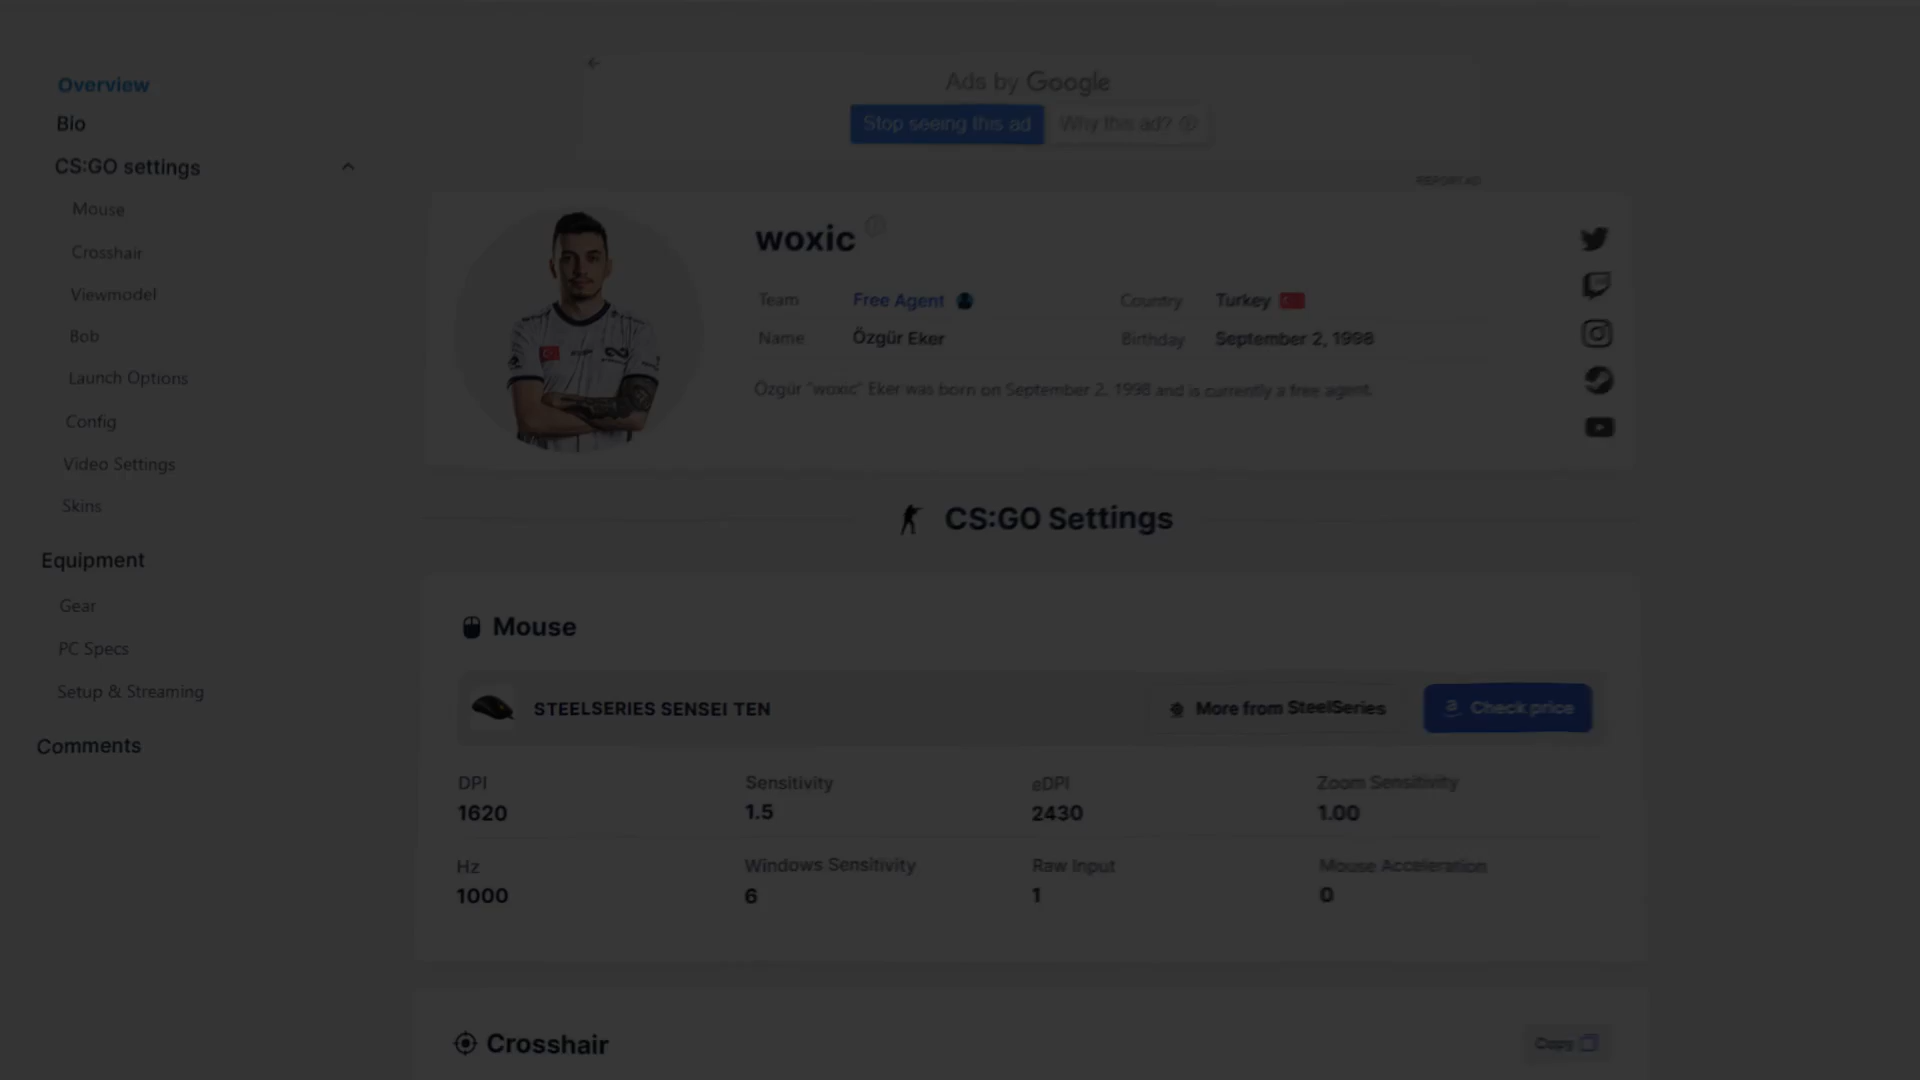 Overview
Bio
CS:GO settings
Mouse
Crosshair
Viewmodel
Bob
Launch Options
Config
Video Settings
Skins
Equipment
Gear
PC Specs
Setup & Streaming
Comments
Ads by Google
Stop seeing this ad
Why this ad?
REPORT AD
woxic
Team Free Agent Country Turkey
Name Özgür Eker Birthday September 2, 1998
Özgür "woxic" Eker was born on September 2, 1998 and is currently a free agent.
CS:GO Settings
Mouse
STEELSERIES SENSEI TEN
More from SteelSeries
Check price
DPI Sensitivity eDPI Zoom Sensitivity
1620 1.5 2430 1.00
Hz Windows Sensitivity Raw Input Mouse Acceleration
1000 6 1 0
Crosshair
Copy